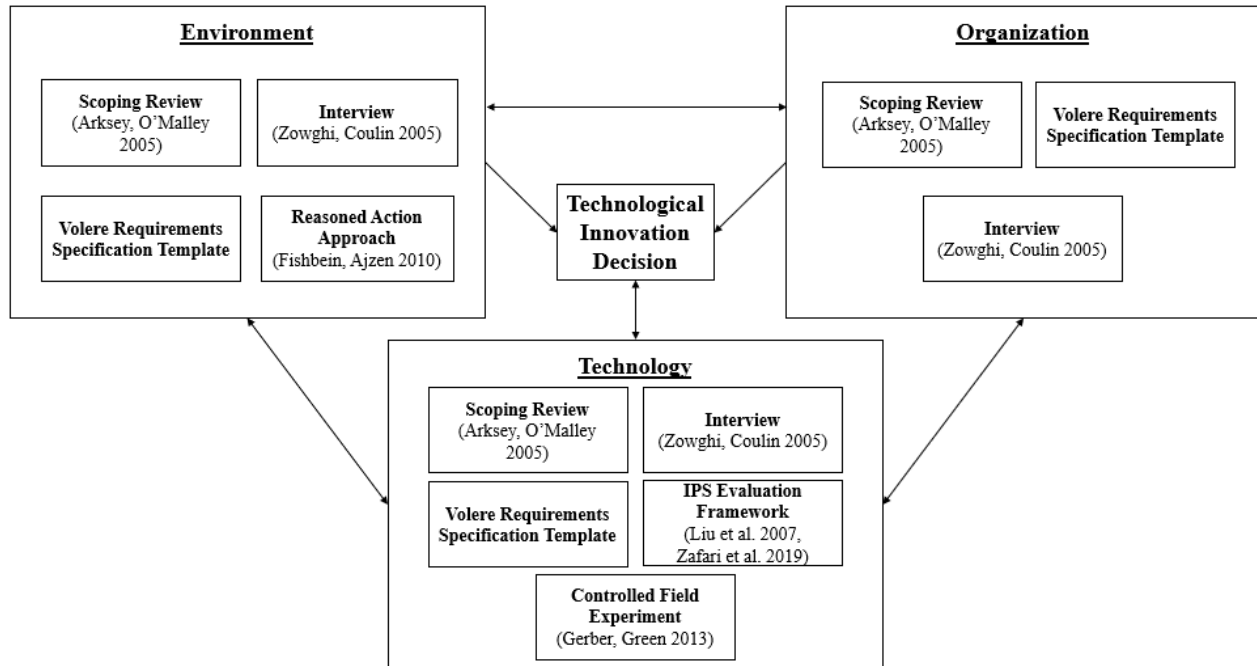 Environment
Scoping Review
(Arksey, O’Malley
2005)
Interview
(Zowghi, Coulin 2005)
Volere Requirements
Specification Template
Reasoned Action
Approach
(Fishbein, Ajzen 2010)
Organization
Scoping Review
(Arksey, O’Malley
2005)
Volere Requirements
Specification Template
Interview
(Zowghi, Coulin 2005)
Technological
Innovation
Decision
Technology
Scoping Review
(Arksey, O’Malley
2005)
Interview
(Zowghi, Coulin 2005)
Volere Requirements
Specification Template
IPS Evaluation
Framework
(Liu et al. 2007,
Zafari et al. 2019)
Controlled Field
Experiment
(Gerber, Green 2013)